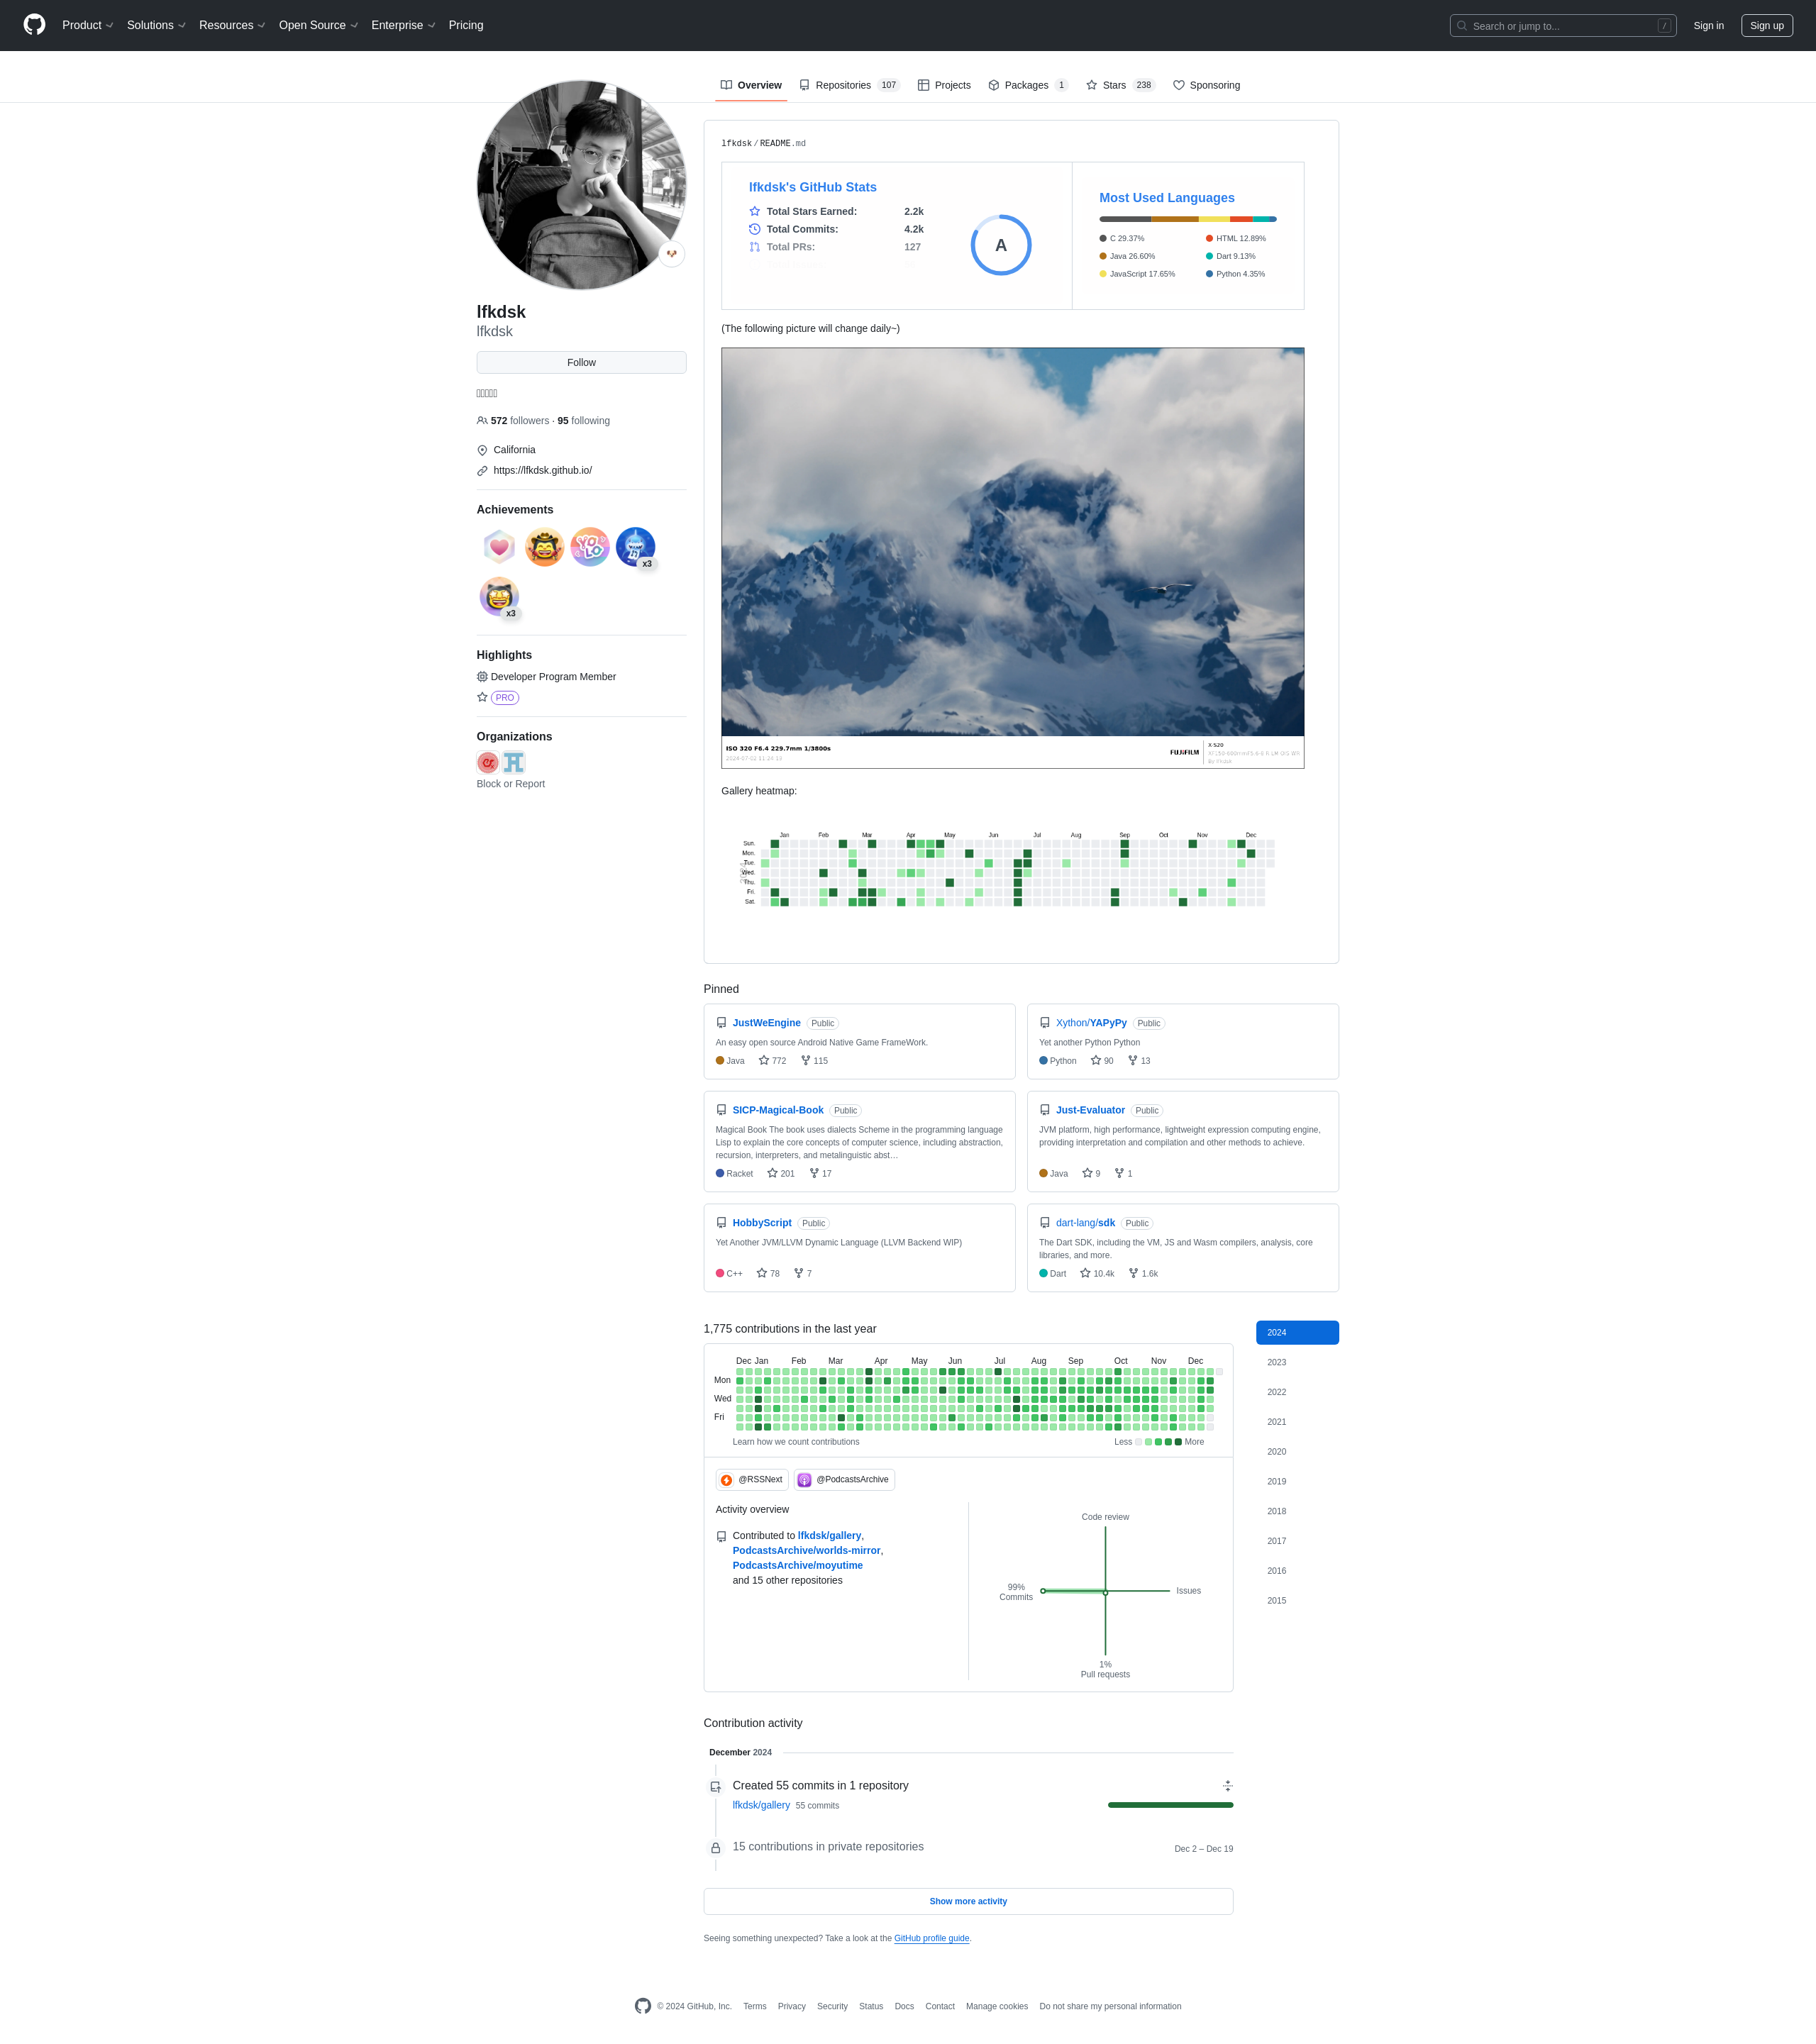 Product Solutions Resources Open Source Enterprise Pricing
Search or jump to... /
Sign in
Sign up
Overview Repositories 107 Projects Packages 1 Stars 238 Sponsoring
lfkdsk
lfkdsk
Follow
572 followers · 95 following
California
https://lfkdsk.github.io/
Achievements
YOLO
x3
x3
Highlights
Developer Program Member
PRO
Organizations
Block or Report
lfkdsk / README.md
lfkdsk's GitHub Stats
Total Stars Earned: 2.2k
Total Commits: 4.2k
Total PRs: 127
A
Most Used Languages
C 29.37%
HTML 12.89%
Java 26.60%
Dart 9.13%
JavaScript 17.65%
Python 4.35%
(The following picture will change daily~)
ISO 320 F6.4 229.7mm 1/3800s
2024 07-02 11 24 13
FUJIFILM
X-S20
Gallery heatmap:
Jan Feb Mar Apr May Jun Jul Aug Sep Oct Nov Dec
Sun.
Mon.
Tue.
Wed.
Thu.
Fri.
Sat.
Pinned
JustWeEngine Public
An easy open source Android Native Game FrameWork.
Java 772 115
Xython/YAPyPy Public
Yet another Python Python
Python 90 13
SICP-Magical-Book Public
Magical Book The book uses dialects Scheme in the programming language
Lisp to explain the core concepts of computer science, including abstraction,
recursion, interpreters, and metalinguistic abst…
Racket 201 17
Just-Evaluator Public
JVM platform, high performance, lightweight expression computing engine,
providing interpretation and compilation and other methods to achieve.
Java 9 1
HobbyScript Public
Yet Another JVM/LLVM Dynamic Language (LLVM Backend WIP)
C++ 78 7
dart-lang/sdk Public
The Dart SDK, including the VM, JS and Wasm compilers, analysis, core
libraries, and more.
Dart 10.4k 1.6k
1,775 contributions in the last year
Dec Jan Feb Mar Apr May Jun Jul Aug Sep Oct Nov Dec
Mon
Wed
Fri
Learn how we count contributions
Less More
2024
2023
2022
2021
2020
2019
2018
2017
2016
2015
@RSSNext @PodcastsArchive
Activity overview
Contributed to lfkdsk/gallery,
PodcastsArchive/worlds-mirror,
PodcastsArchive/moyutime
and 15 other repositories
Code review
99%
Commits
Issues
1%
Pull requests
Contribution activity
December 2024
Created 55 commits in 1 repository
lfkdsk/gallery 55 commits
15 contributions in private repositories
Dec 2 – Dec 19
Show more activity
Seeing something unexpected? Take a look at the GitHub profile guide.
© 2024 GitHub, Inc. Terms Privacy Security Status Docs Contact Manage cookies Do not share my personal information